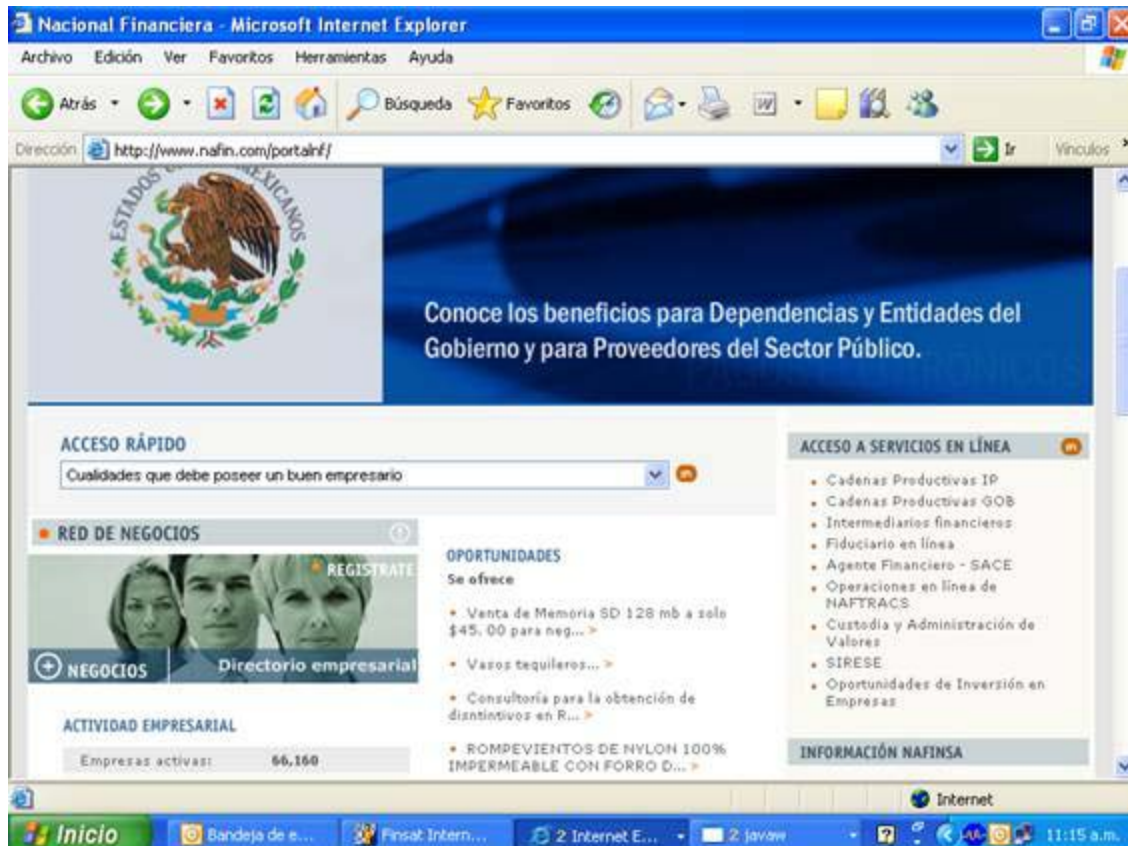 Nacional Financiera - Microsoft Internet Explorer
Archivo Edición Ver Favoritos Herramientas Ayuda
Atrás Búsqueda Favoritos
Dirección http://www.nafin.com/portalnf/ Ir Vínculos
ESTADOS MEXICANOS
Conoce los beneficios para Dependencias y Entidades del
Gobierno y para Proveedores del Sector Público.
ACCESO RÁPIDO
Cualidades que debe poseer un buen empresario
RED DE NEGOCIOS
REGISTRATE
NEGOCIOS Directorio empresarial
ACTIVIDAD EMPRESARIAL
Empresas activas: 66,160
OPORTUNIDADES
Se ofrece
Venta de Memoria SD 128 mb a solo
$45. 00 para neg... >
Vasos tequileros... >
Consultoría para la obtención de
disntintivos en R... >
ROMPEVIENTOS DE NYLON 100%
IMPERMEABLE CON FORRO D... >
ACCESO A SERVICIOS EN LÍNEA
Cadenas Productivas IP
Cadenas Productivas GOB
Intermediarios financieros
Fiduciario en línea
Agente Financiero - SACE
Operaciones en línea de
NAFTRACS
Custodia y Administración de
Valores
SIRESE
Oportunidades de Inversión en
Empresas
INFORMACIÓN NAFINSA
Internet
Inicio Bandeja de e... Finsat Intern... 2 Internet E... 2 javaw 11:15 a.m.